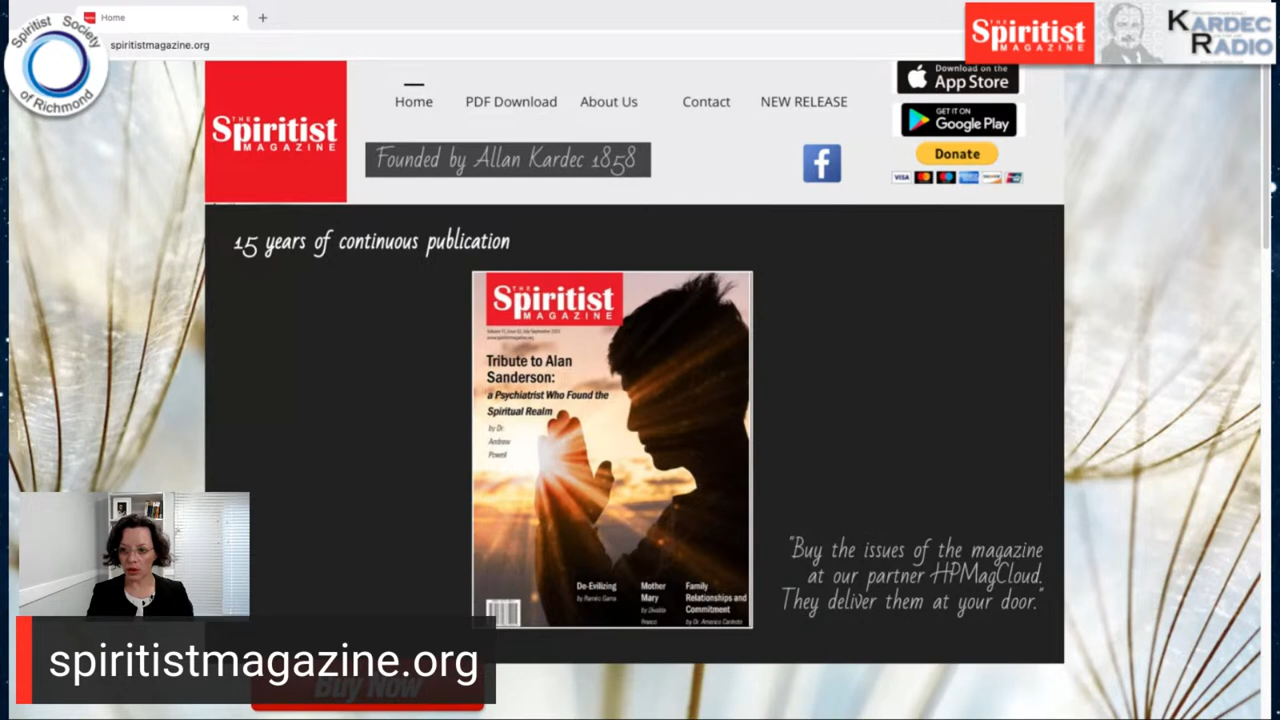 Spiritist Society
of Richmond
Home
spiritistmagazine.org
THE
Spiritist
MAGAZINE
KARDEC
RADIO
THE
Spiritist
MAGAZINE
Home
PDF Download
About Us
Contact
NEW RELEASE
Founded by Allan Kardec 1858
f
Download on the
App Store
GET IT ON
Google Play
Donate
VISA
15 years of continuous publication
THE
Spiritist
MAGAZINE
www.spiritistmagazine.org
Tribute to Alan
Sanderson:
a Psychiatrist Who Found the
Spiritual Realm
by Dr.
Andrew
Powell
De-Evilizing
Mother
Mary
Family
Relationships and
Commitment
"Buy the issues of the magazine
at our partner HPMagCloud.
They deliver them at your door."
spiritistmagazine.org
Buy Now